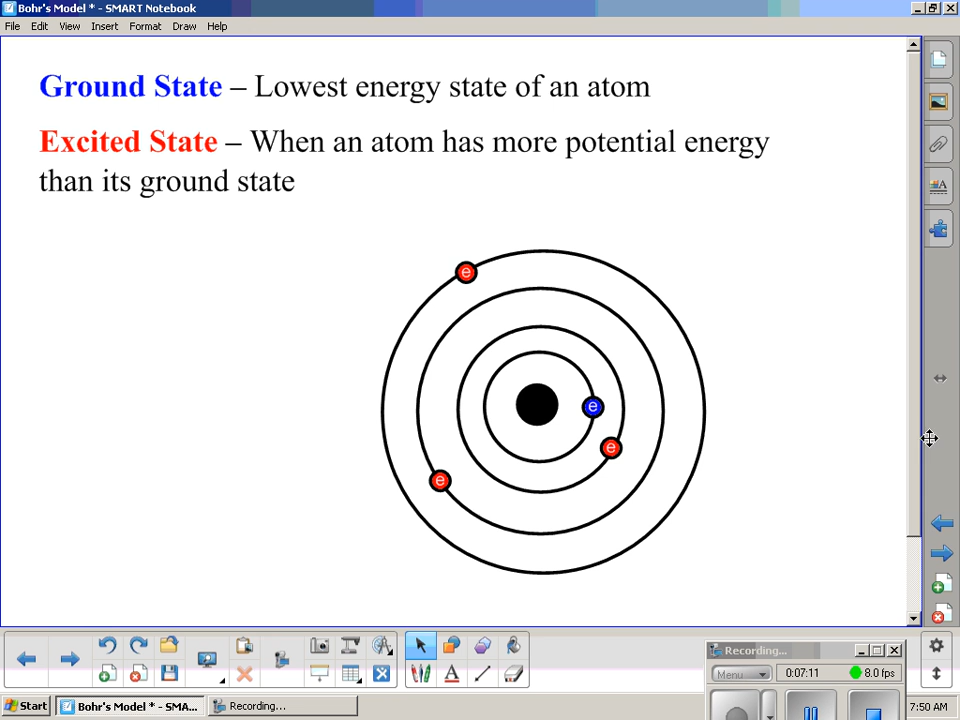 Bohr's Model * - SMART Notebook
File Edit View Insert Format Draw Help
Ground State – Lowest energy state of an atom
Excited State – When an atom has more potential energy
than its ground state
e
e
e
e
Recording...
Menu 0:07:11 8.0 fps
Start Bohr's Model * - SMA... Recording... 7:50 AM